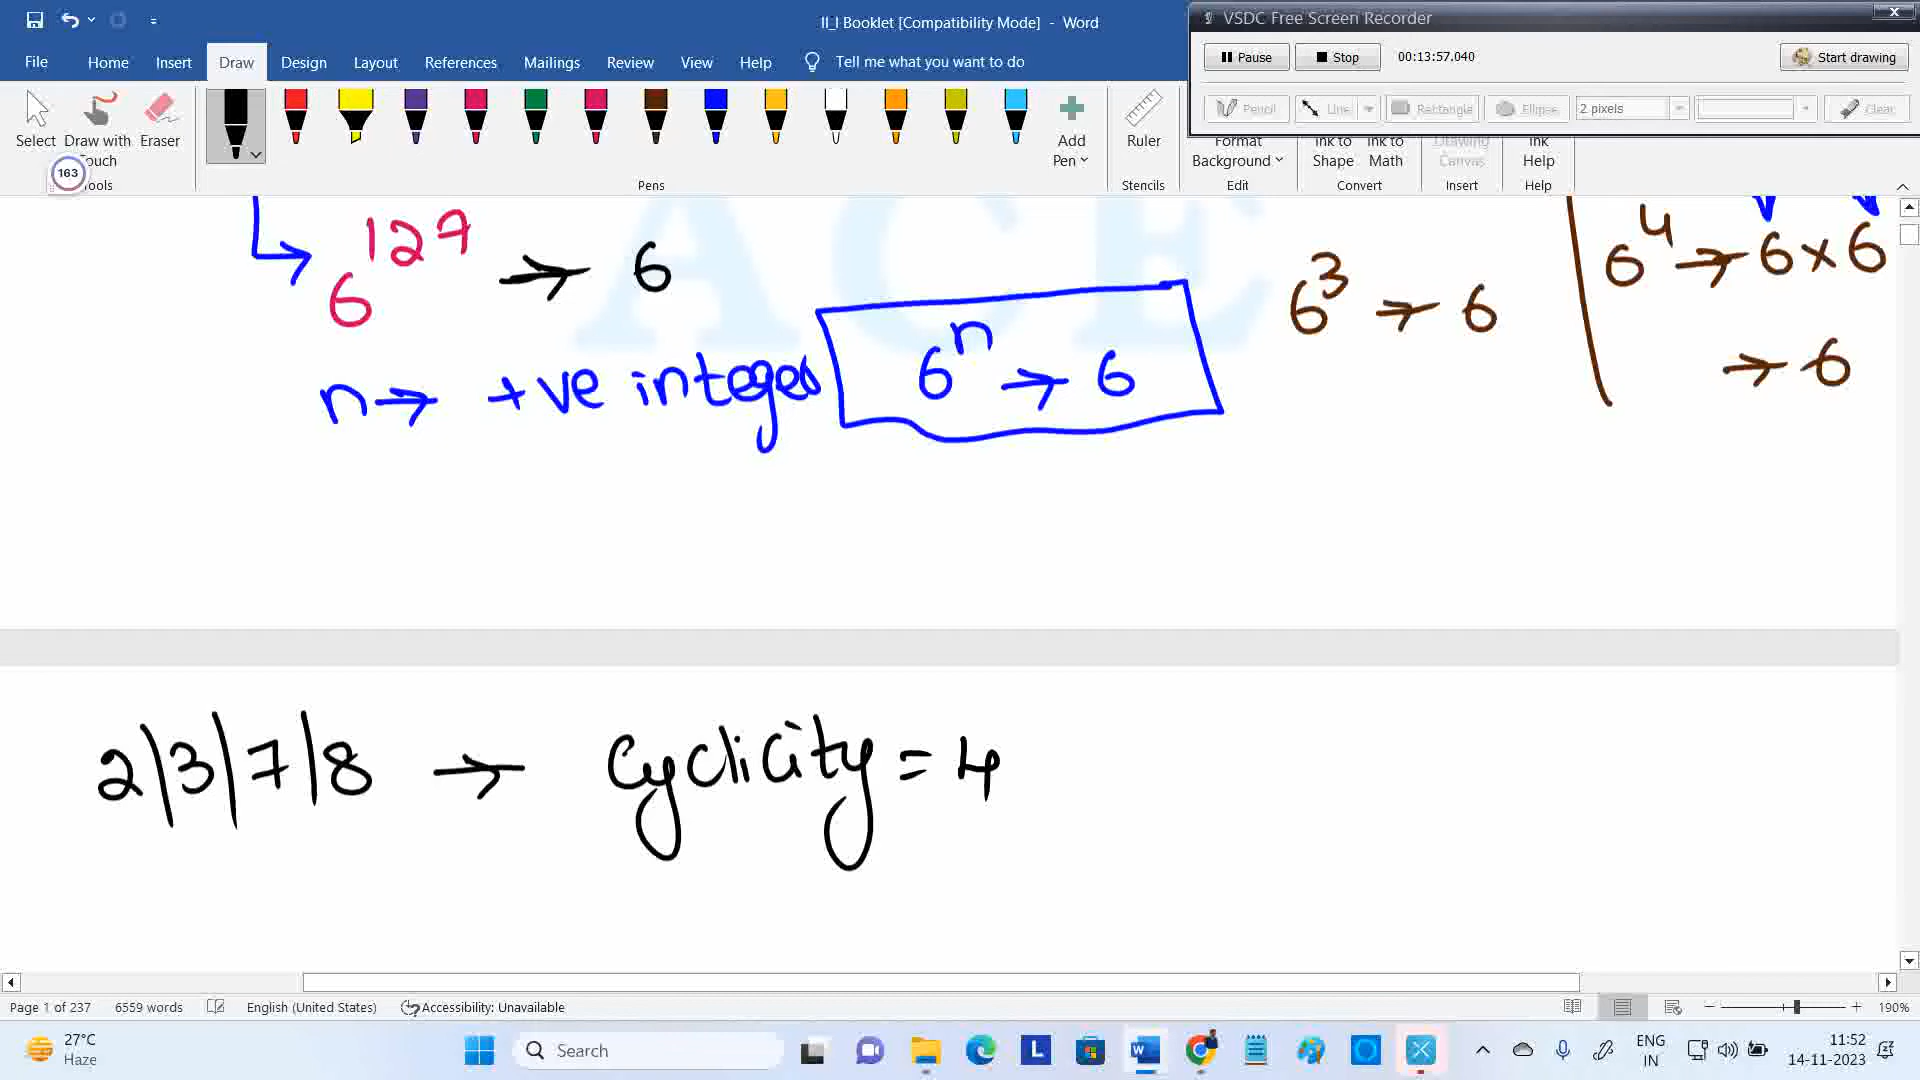 II_I Booklet [Compatibility Mode] - Word
VSDC Free Screen Recorder
File Home Insert Draw Design Layout References Mailings Review View Help Tell me what you want to do
Pause Stop 00:13:57.040 Start drawing
Pencil Line Rectangle Ellipse 2 pixels Clear
Select Draw with Touch Eraser
163
Add Pen
Ruler
Format Background
Ink to Shape
Ink to Math
Drawing Canvas
Ink Help
Tools Pens Stencils Edit Convert Insert Help
ACE
6^127 → 6
6^3 → 6
6^4 → 6 × 6
→ 6
n → +ve integer
6^n → 6
2|3|7|8 → Cyclicity = 4
Page 1 of 237 6559 words English (United States) Accessibility: Unavailable 190%
27°C
Haze
Search
ENG
IN
11:52
14-11-2023